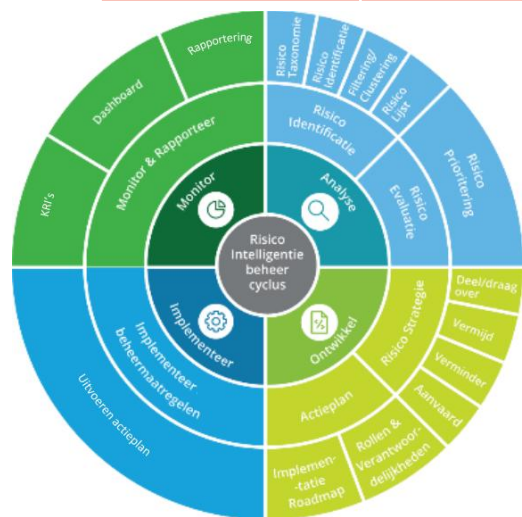 Rapportering
Dashboard
KRI's
Monitor & Rapporteer
Monitor
Risico
Taxonomie
Risico
Identificatie
Filtering/
Clustering
Risico
Lijst
Risico
Identificatie
Risico
Evaluatie
Risico
Prioritering
Analyse
Risico
Intelligentie
beheer
cyclus
Implementeer
Implementeer
beheermaatregelen
Uitvoeren actieplan
Ontwikkel
Risico Strategie
Deel/draag
over
Vermijd
Verminder
Aanvaard
Actieplan
Rollen &
Verantwoor-
delijkheden
Implemen-
-tatie
Roadmap